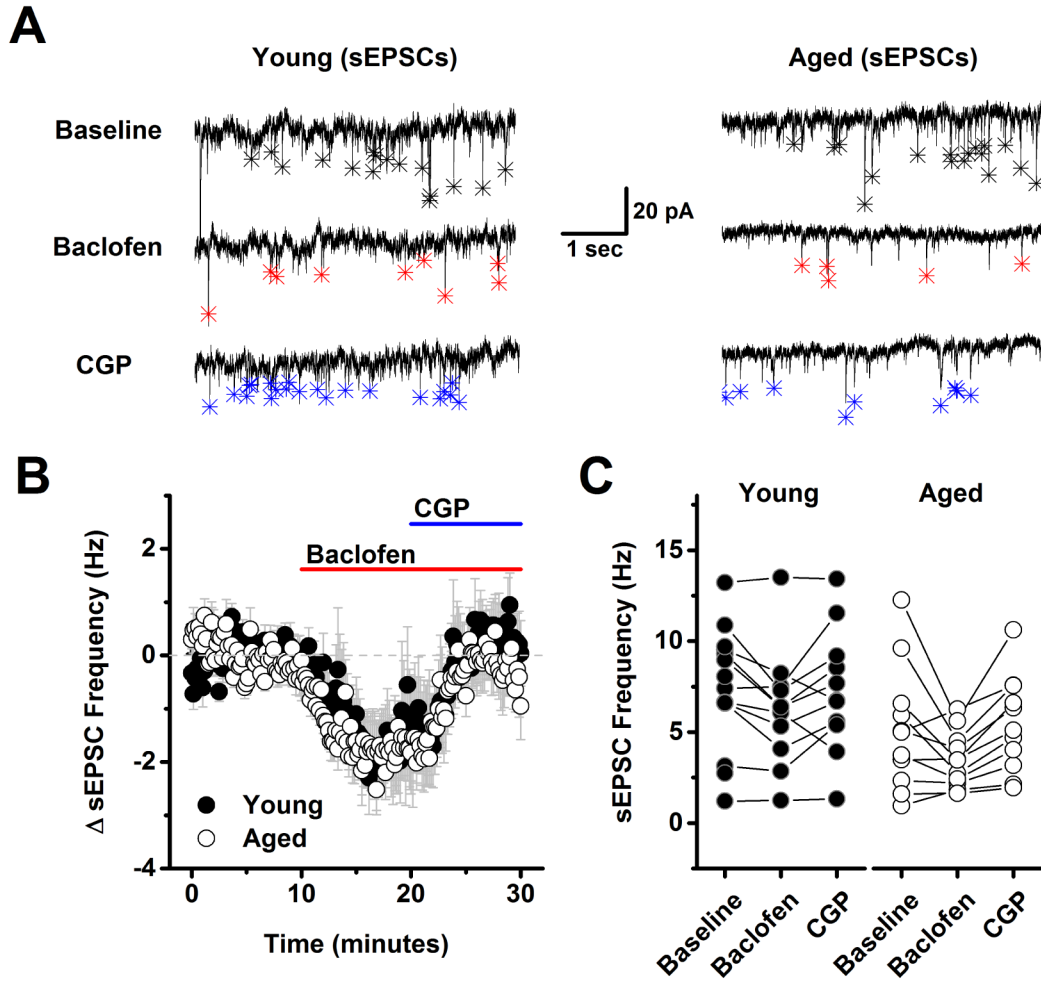 A
Young (sEPSCs)
Aged (sEPSCs)
Baseline
20 pA
1 sec
Baclofen
CGP
B
CGP
Baclofen
2
0
-2
-4
Δ sEPSC Frequency (Hz)
Young
Aged
0
10
20
30
Time (minutes)
C
Young
Aged
15
10
5
0
sEPSC Frequency (Hz)
Baseline
Baclofen
CGP
Baseline
Baclofen
CGP